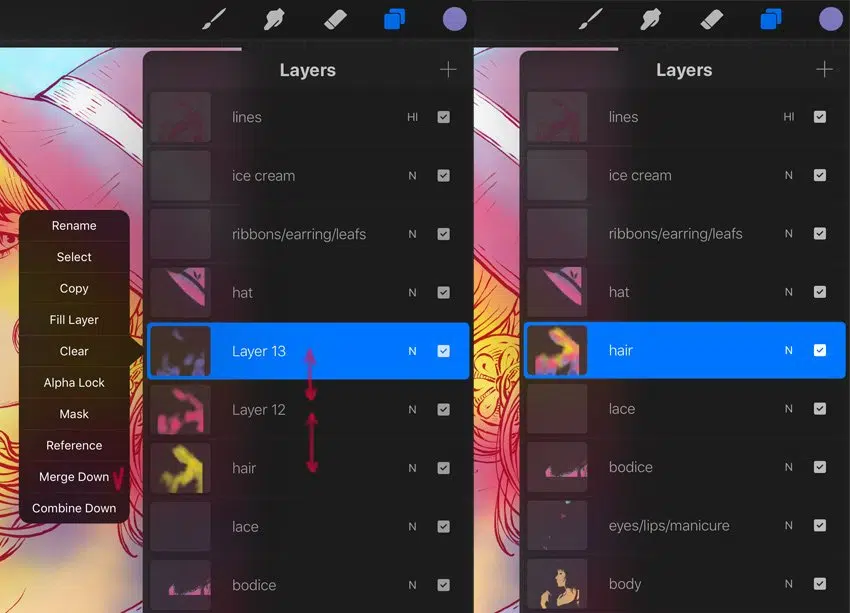 Layers
lines HI
ice cream N
ribbons/earring/leafs N
hat N
Layer 13 N
Layer 12 N
hair N
lace N
bodice N
Rename
Select
Copy
Fill Layer
Clear
Alpha Lock
Mask
Reference
Merge Down
Combine Down
Layers
lines HI
ice cream N
ribbons/earring/leafs N
hat N
hair N
lace N
bodice N
eyes/lips/manicure N
body N